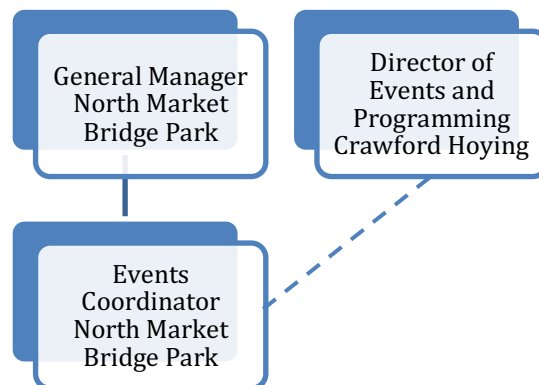 General Manager
North Market
Bridge Park
Director of
Events and
Programming
Crawford Hoying
Events
Coordinator
North Market
Bridge Park